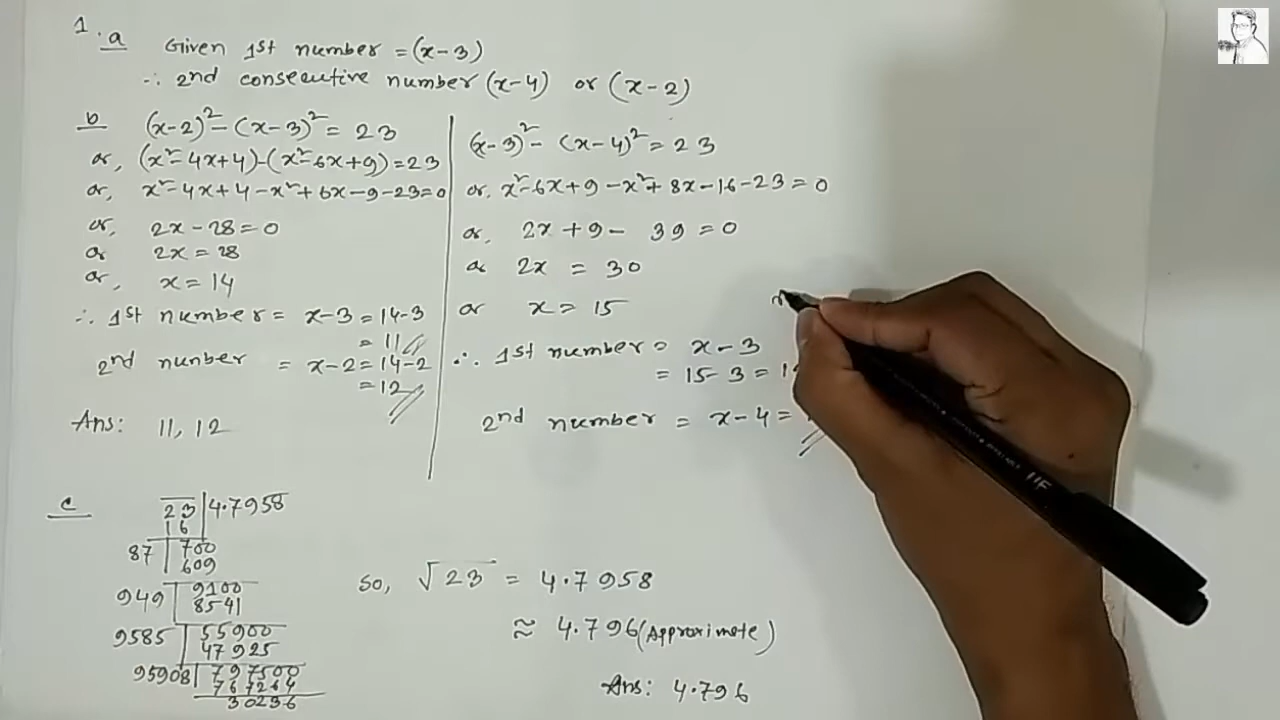 1. a Given 1st number = (x-3)
∴ 2nd consecutive number (x-4) or (x-2)
b (x-2)² - (x-3)² = 23
or, (x²-4x+4)-(x²-6x+9)=23
or, x²-4x+4-x²+6x-9-23=0
or, 2x-28=0
or 2x=28
or, x=14
∴ 1st number = x-3 = 14-3
= 11
2nd number = x-2 = 14-2
= 12
Ans: 11, 12
(x-3)² - (x-4)² = 23
or, x²-6x+9-x²+8x-16-23=0
or, 2x+9- 39=0
or 2x = 30
or x = 15
∴ 1st number = x-3
= 15-3 =
2nd number = x-4 =
c 23 4.7958
16
87 700
609
949 9100
8541
9585 55900
47925
95908 797500
767264
30236
So, √23 = 4.7958
≈ 4.796 (Approximete)
Ans: 4.796
IIF